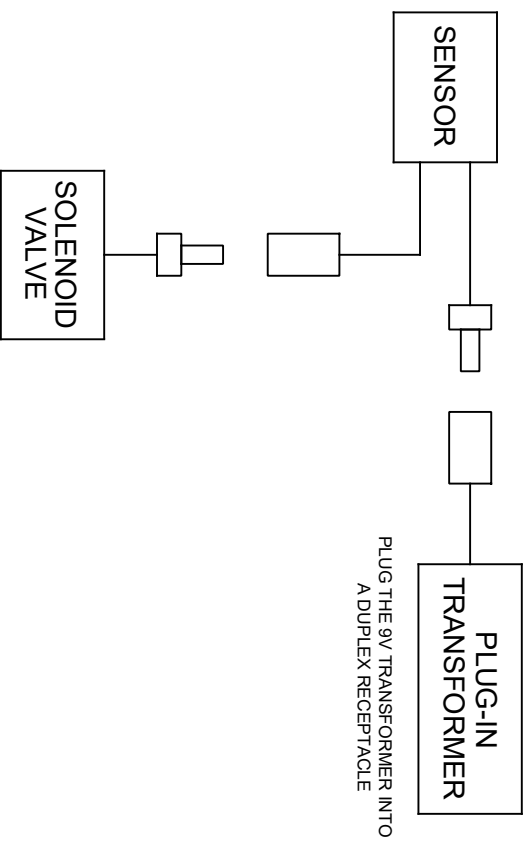 SENSOR
SOLENOID
VALVE
PLUG-IN
TRANSFORMER
PLUG THE 9V TRANSFORMER INTO
A DUPLEX RECEPTACLE